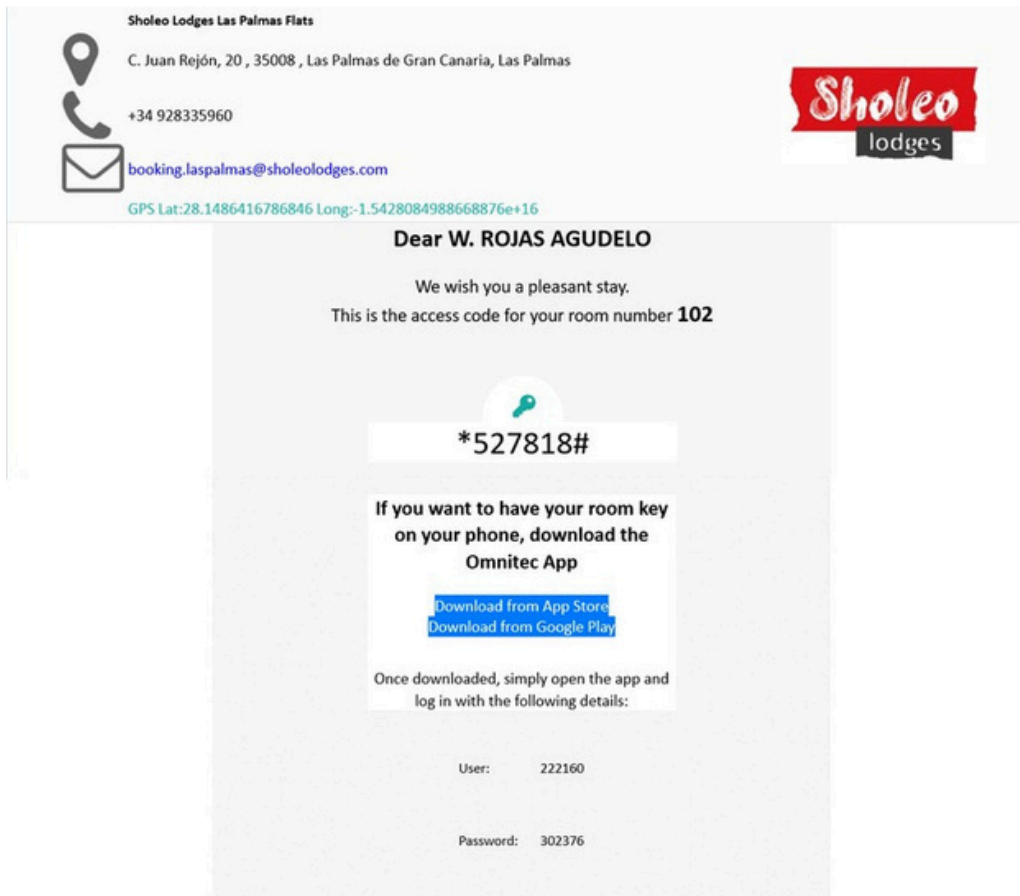 Sholeo Lodges Las Palmas Flats
C. Juan Rejón, 20 , 35008 , Las Palmas de Gran Canaria, Las Palmas
+34 928335960
booking.laspalmas@sholeolodges.com
GPS Lat:28.1486416786846 Long:-1.5428084988668876e+16
Sholeo
lodges
Dear W. ROJAS AGUDELO
We wish you a pleasant stay.
This is the access code for your room number 102
*527818#
If you want to have your room key
on your phone, download the
Omnitec App
Download from App Store
Download from Google Play
Once downloaded, simply open the app and
log in with the following details:
User: 222160
Password: 302376